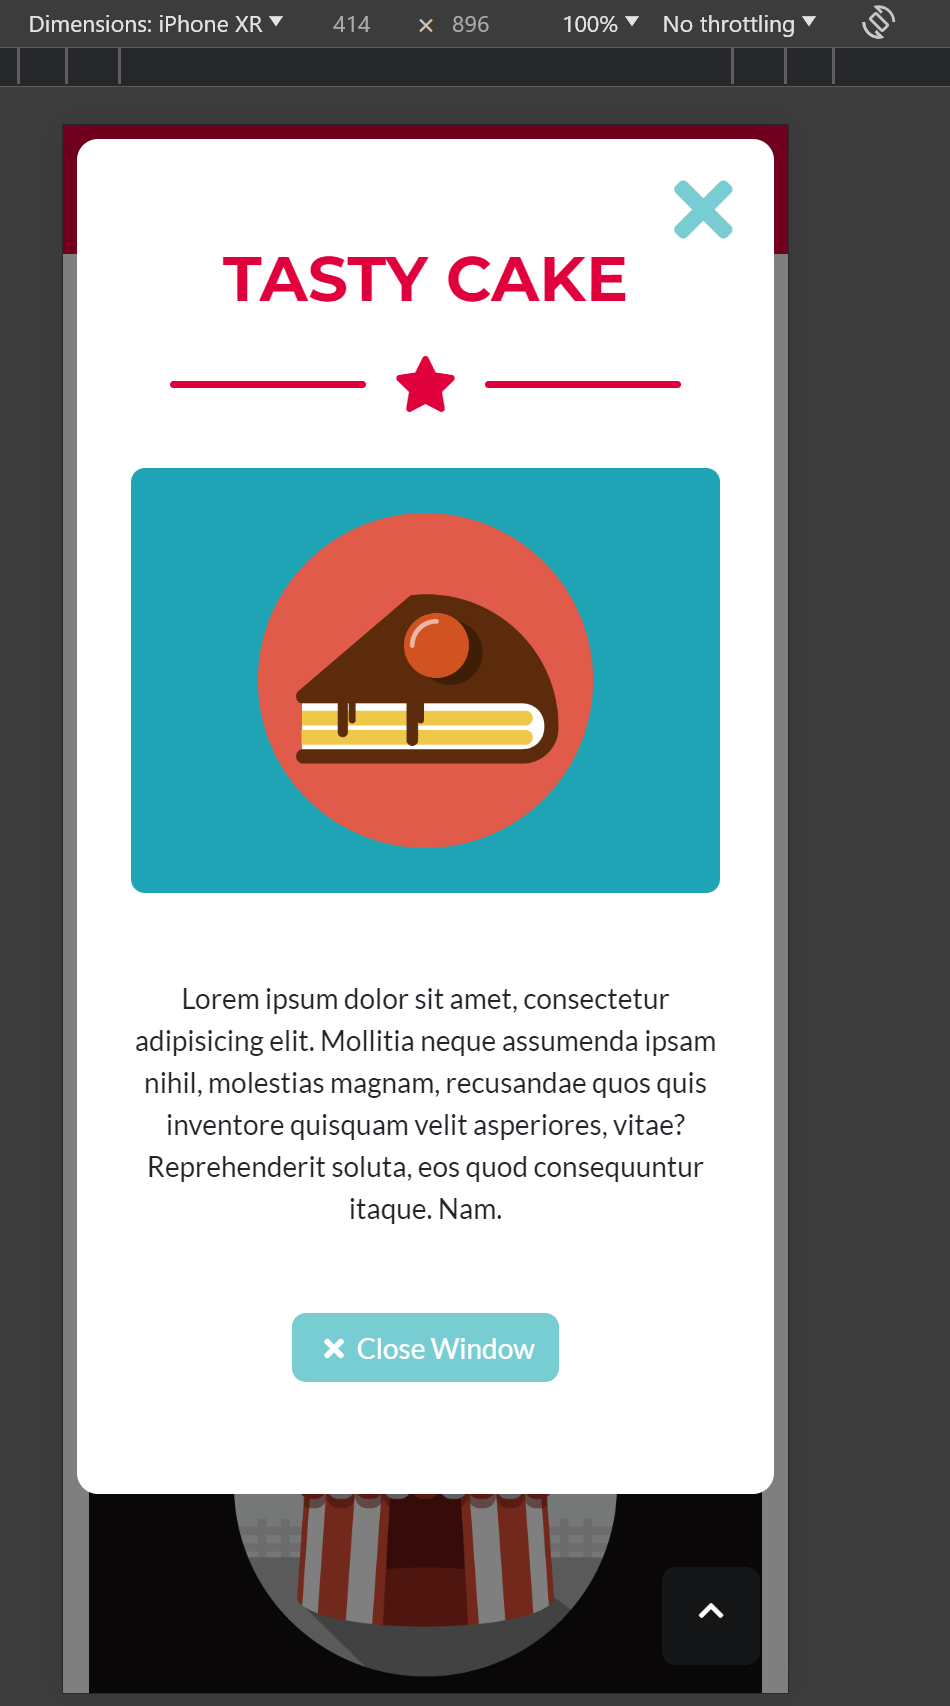 Dimensions: iPhone XR 414 × 896 100% No throttling
TASTY CAKE
Lorem ipsum dolor sit amet, consectetur
adipisicing elit. Mollitia neque assumenda ipsam
nihil, molestias magnam, recusandae quos quis
inventore quisquam velit asperiores, vitae?
Reprehenderit soluta, eos quod consequuntur
itaque. Nam.
Close Window